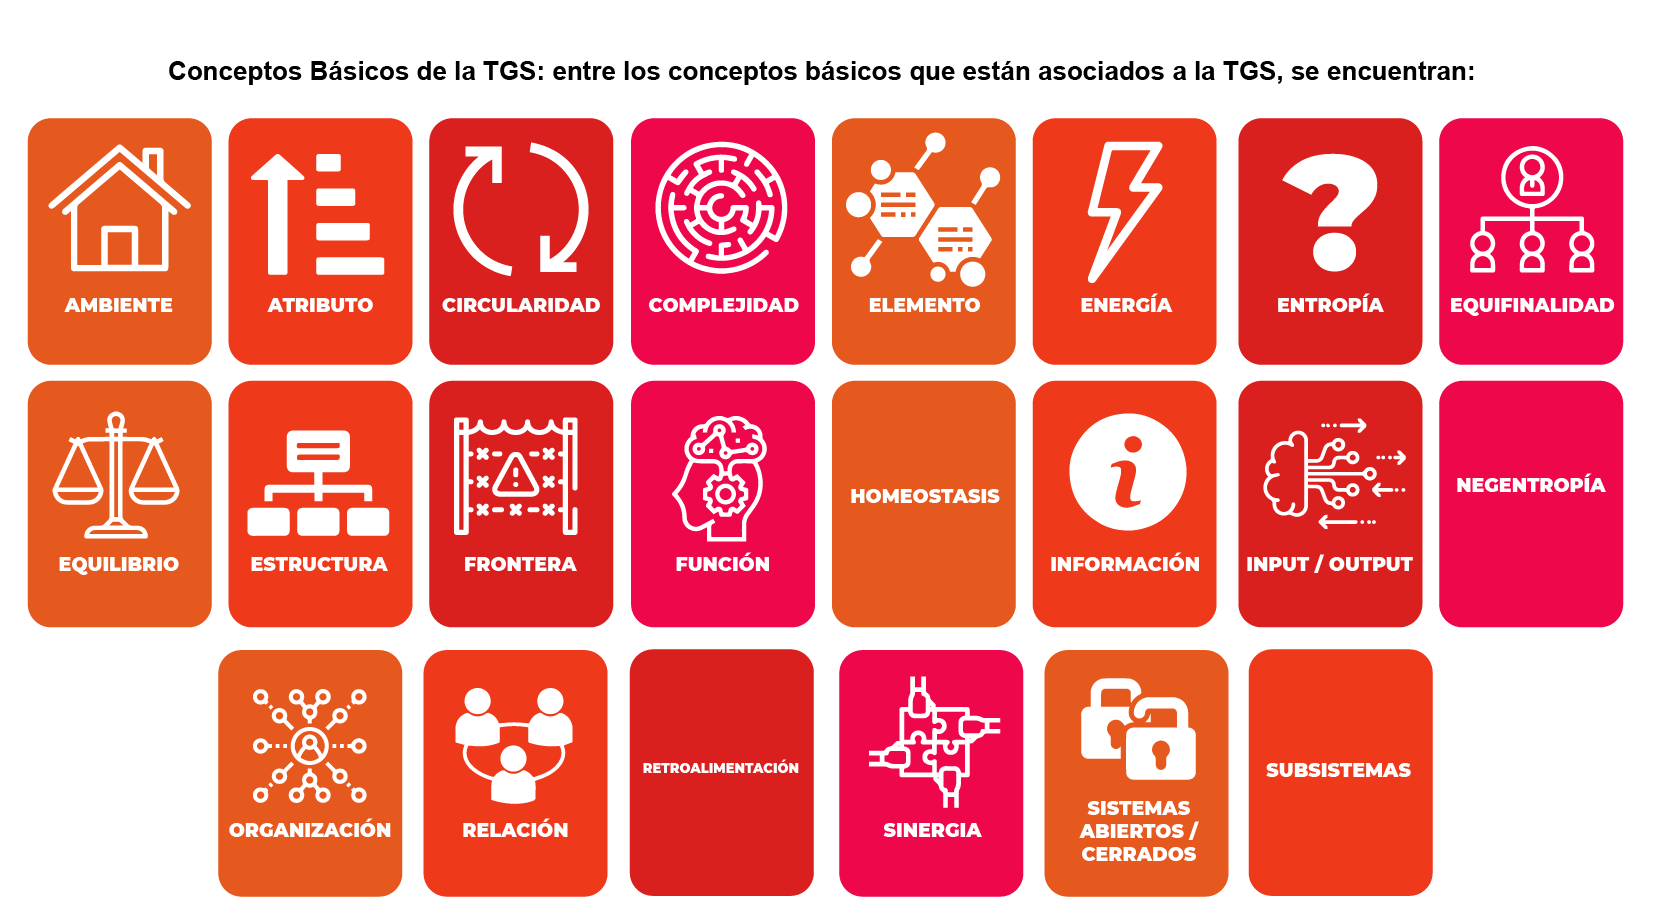 Conceptos Básicos de la TGS: entre los conceptos básicos que están asociados a la TGS, se encuentran:
AMBIENTE
ATRIBUTO
CIRCULARIDAD
COMPLEJIDAD
ELEMENTO
ENERGÍA
ENTROPÍA
EQUIFINALIDAD
EQUILIBRIO
ESTRUCTURA
FRONTERA
FUNCIÓN
HOMEOSTASIS
INFORMACIÓN
INPUT / OUTPUT
NEGENTROPÍA
ORGANIZACIÓN
RELACIÓN
RETROALIMENTACIÓN
SINERGIA
SISTEMAS
ABIERTOS /
CERRADOS
SUBSISTEMAS